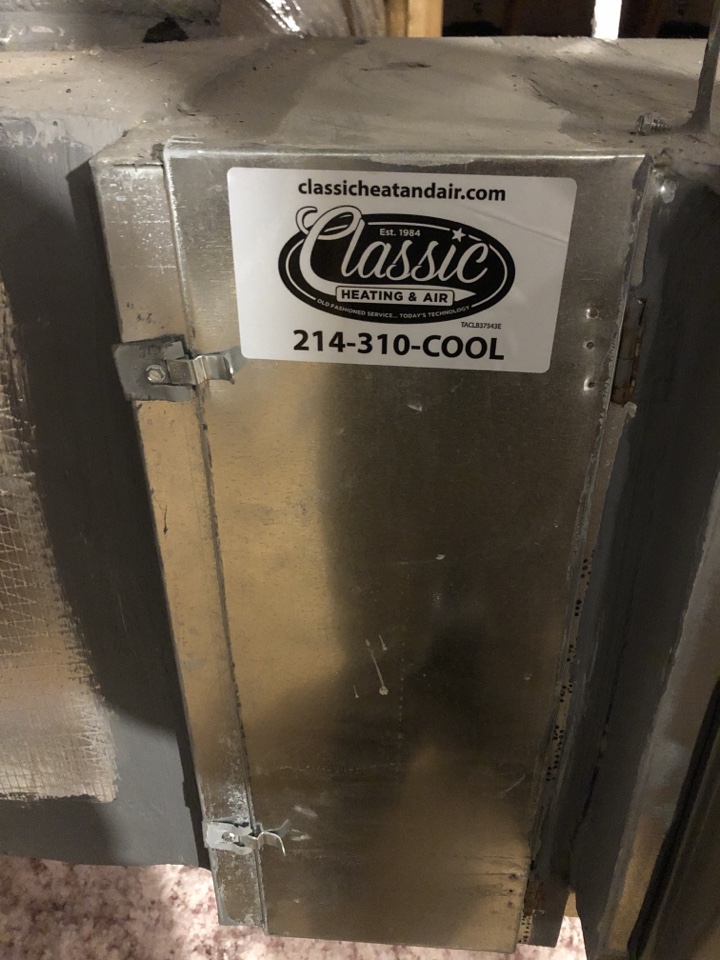 classicheatandair.com
Est. 1984
Classic
HEATING & AIR
OLD FASHIONED SERVICE... TODAY'S TECHNOLOGY
TACLB37543E
214-310-COOL